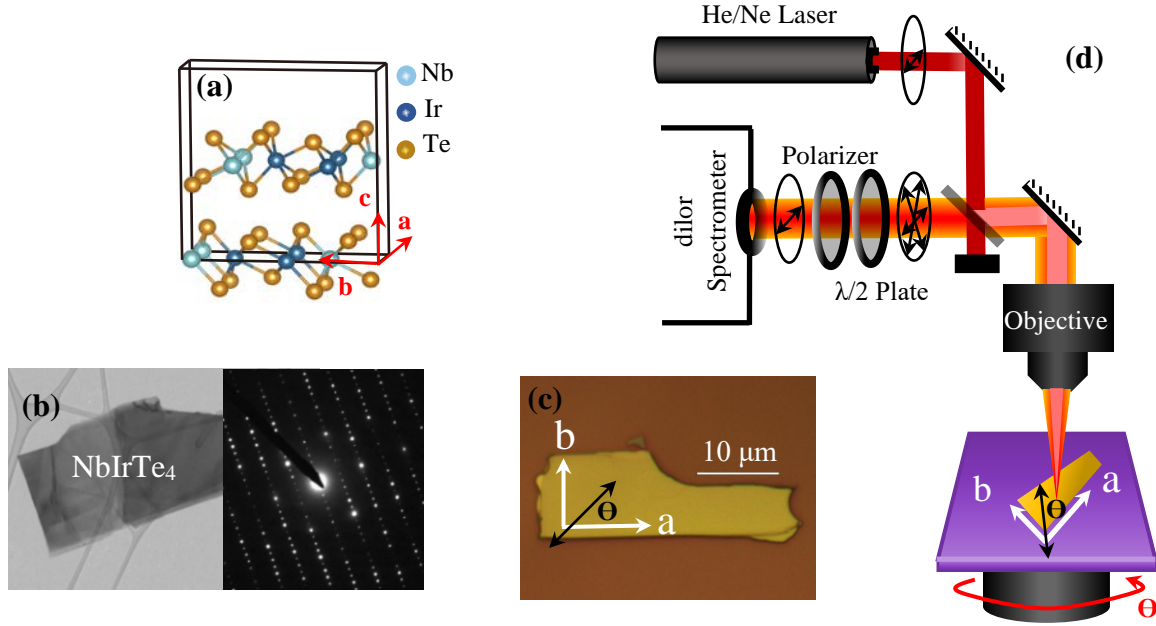 (a)
Nb
Ir
Te
c
a
b
He/Ne Laser
(d)
Polarizer
dilor
Spectrometer
λ/2 Plate
Objective
b
a
Ө
Ө
(b)
NbIrTe₄
(c)
b
10 μm
Ө
a